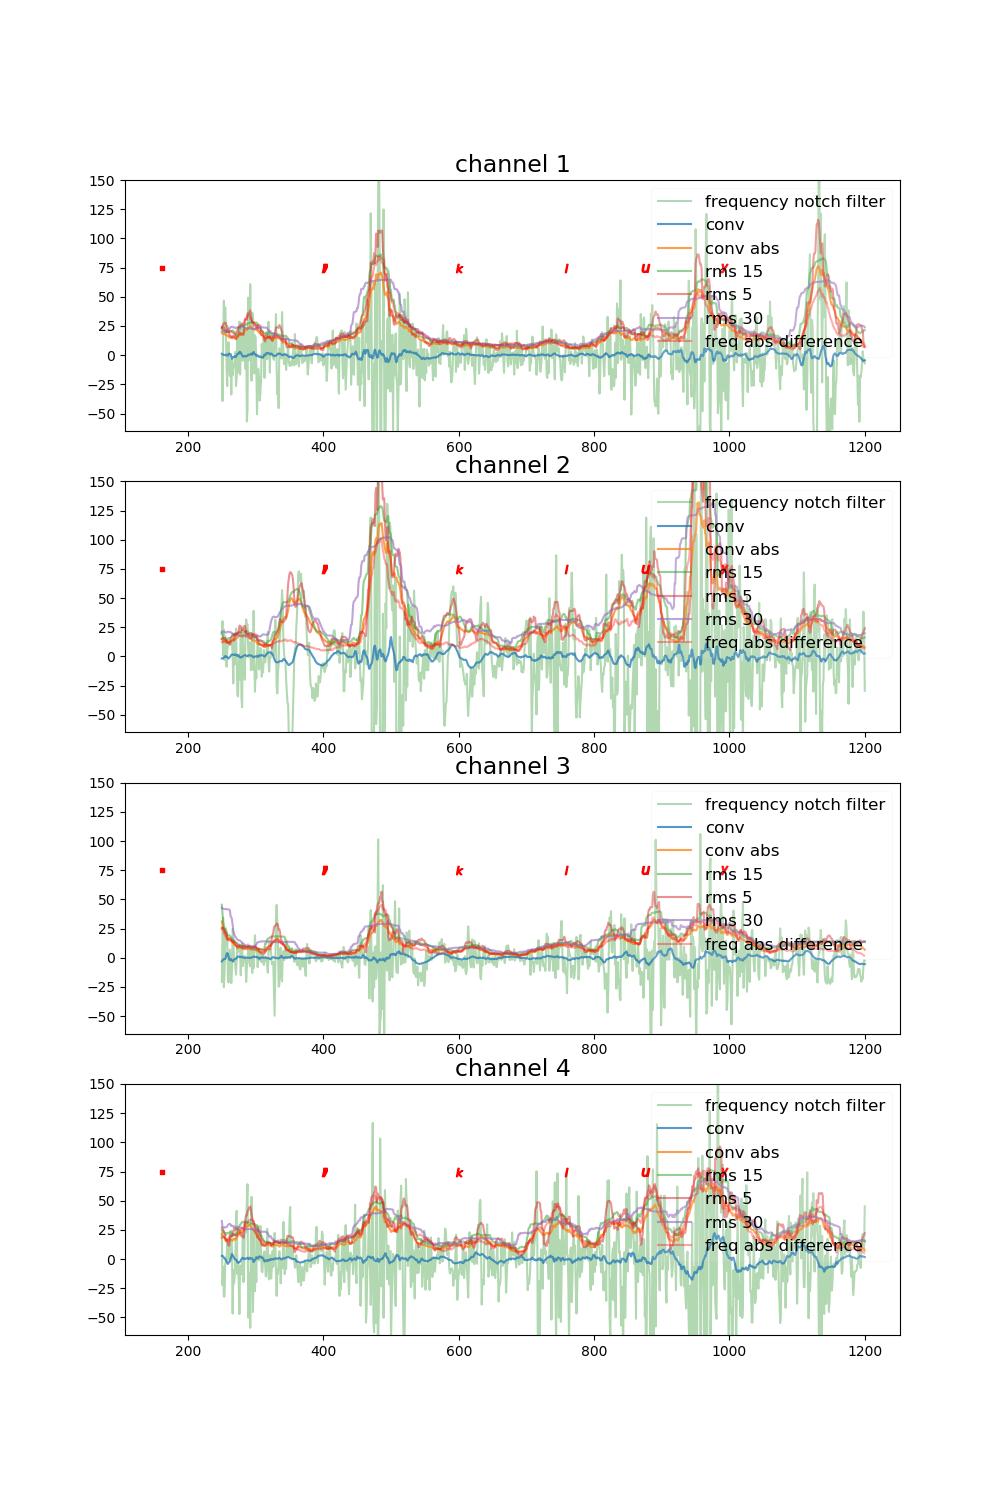 channel 1
150
125
100
75
50
25
0
−25
−50
frequency notch filter
conv
conv abs
rms 15
rms 5
rms 30
freq abs difference
k l u x
200 400 600 800 1000 1200
channel 2
150
125
100
75
50
25
0
−25
−50
frequency notch filter
conv
conv abs
rms 15
rms 5
rms 30
freq abs difference
k l u x
200 400 600 800 1000 1200
channel 3
150
125
100
75
50
25
0
−25
−50
frequency notch filter
conv
conv abs
rms 15
rms 5
rms 30
freq abs difference
k l u x
200 400 600 800 1000 1200
channel 4
150
125
100
75
50
25
0
−25
−50
frequency notch filter
conv
conv abs
rms 15
rms 5
rms 30
freq abs difference
k l u x
200 400 600 800 1000 1200